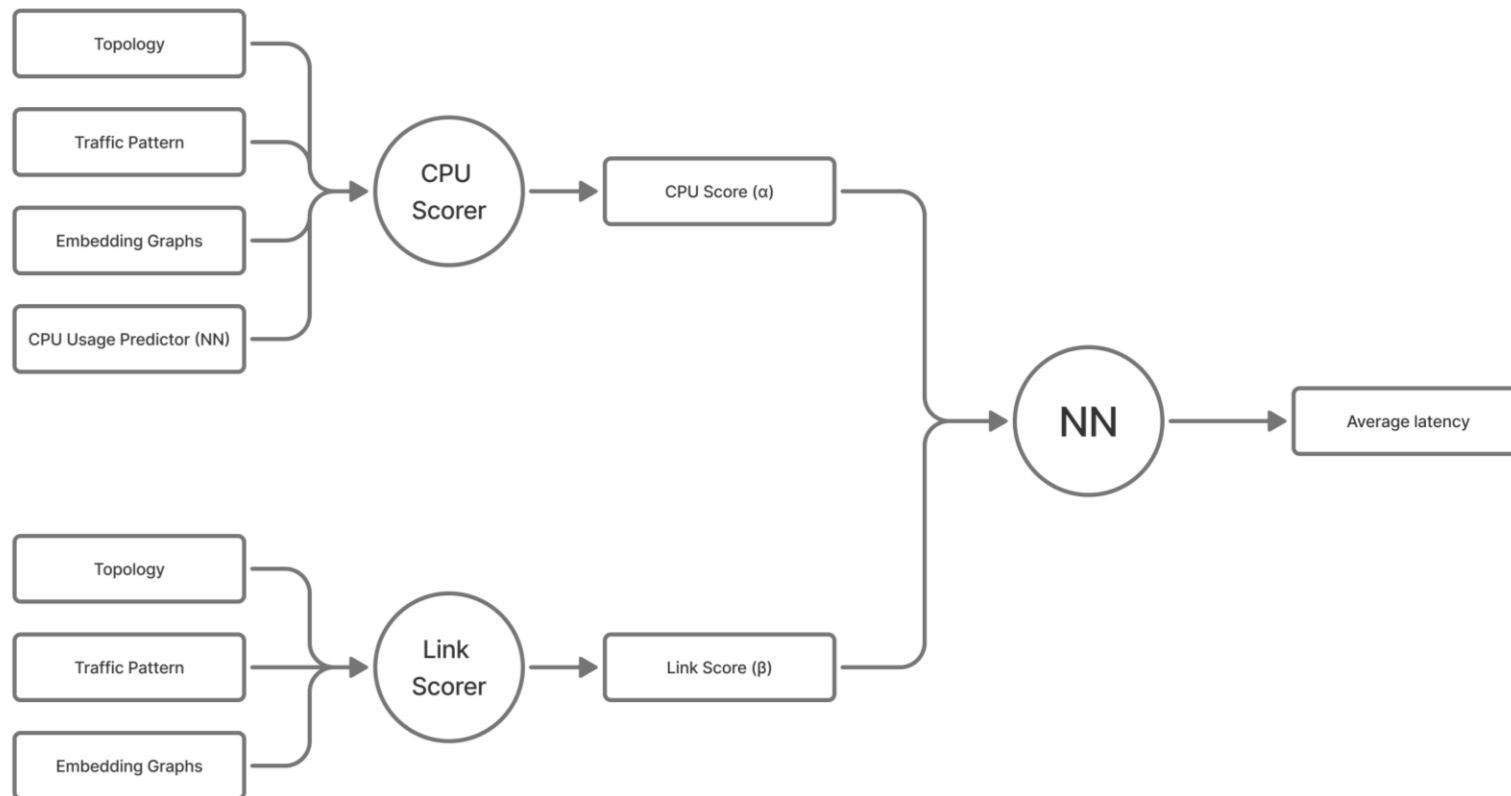 Topology
Traffic Pattern
Embedding Graphs
CPU Usage Predictor (NN)
CPU
Scorer
CPU Score (α)
Topology
Traffic Pattern
Embedding Graphs
Link
Scorer
Link Score (β)
NN
Average latency